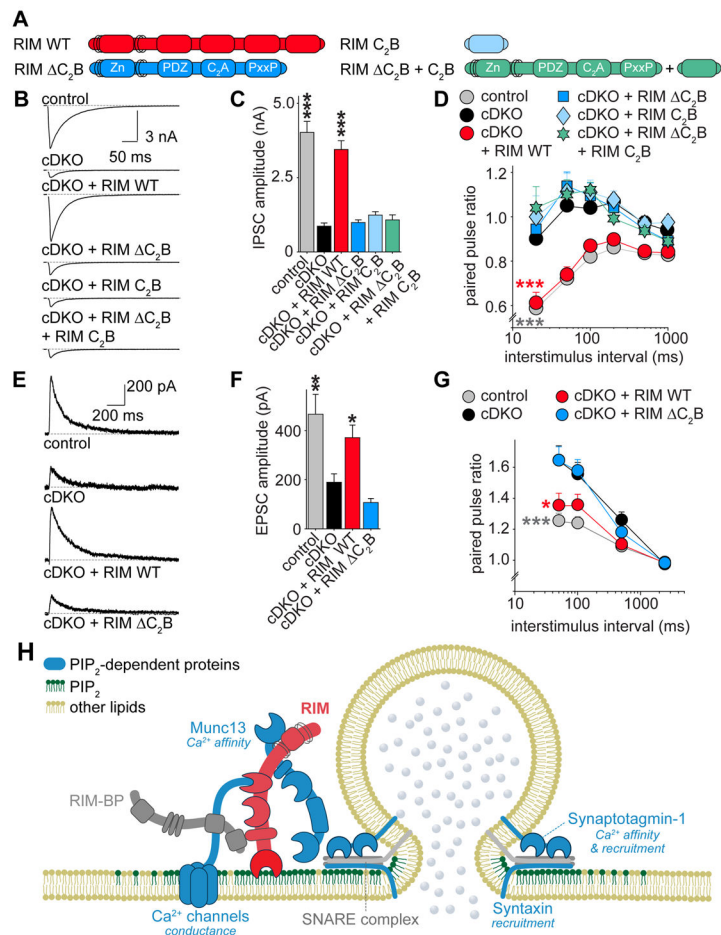 A
RIM WT
RIM C₂B
RIM ΔC₂B
Zn PDZ C₂A PxxP
RIM ΔC₂B + C₂B
Zn PDZ C₂A PxxP +
B
control
3 nA
50 ms
cDKO
cDKO + RIM WT
cDKO + RIM ΔC₂B
cDKO + RIM C₂B
cDKO + RIM ΔC₂B
+ RIM C₂B
C
IPSC amplitude (nA)
5.0
2.5
0
***
***
control
cDKO
cDKO + RIM WT
cDKO + RIM ΔC₂B
cDKO + RIM C₂B
cDKO + RIM ΔC₂B
+ RIM C₂B
D
control
cDKO
cDKO
+ RIM WT
cDKO + RIM ΔC₂B
cDKO + RIM C₂B
cDKO + RIM ΔC₂B
+ RIM C₂B
paired pulse ratio
1.2
1.0
0.8
0.6
***
***
10 100 1000
interstimulus interval (ms)
E
200 pA
200 ms
control
cDKO
cDKO + RIM WT
cDKO + RIM ΔC₂B
F
EPSC amplitude (pA)
400
200
0
**
*
control
cDKO
cDKO + RIM WT
cDKO + RIM ΔC₂B
G
control
cDKO
cDKO + RIM WT
cDKO + RIM ΔC₂B
paired pulse ratio
1.6
1.4
1.2
1.0
*
***
10 100 1000
interstimulus interval (ms)
H
PIP₂-dependent proteins
PIP₂
other lipids
RIM
Munc13
Ca²⁺ affinity
RIM-BP
Synaptotagmin-1
Ca²⁺ affinity
& recruitment
Ca²⁺ channels
conductance
SNARE complex
Syntaxin
recruitment